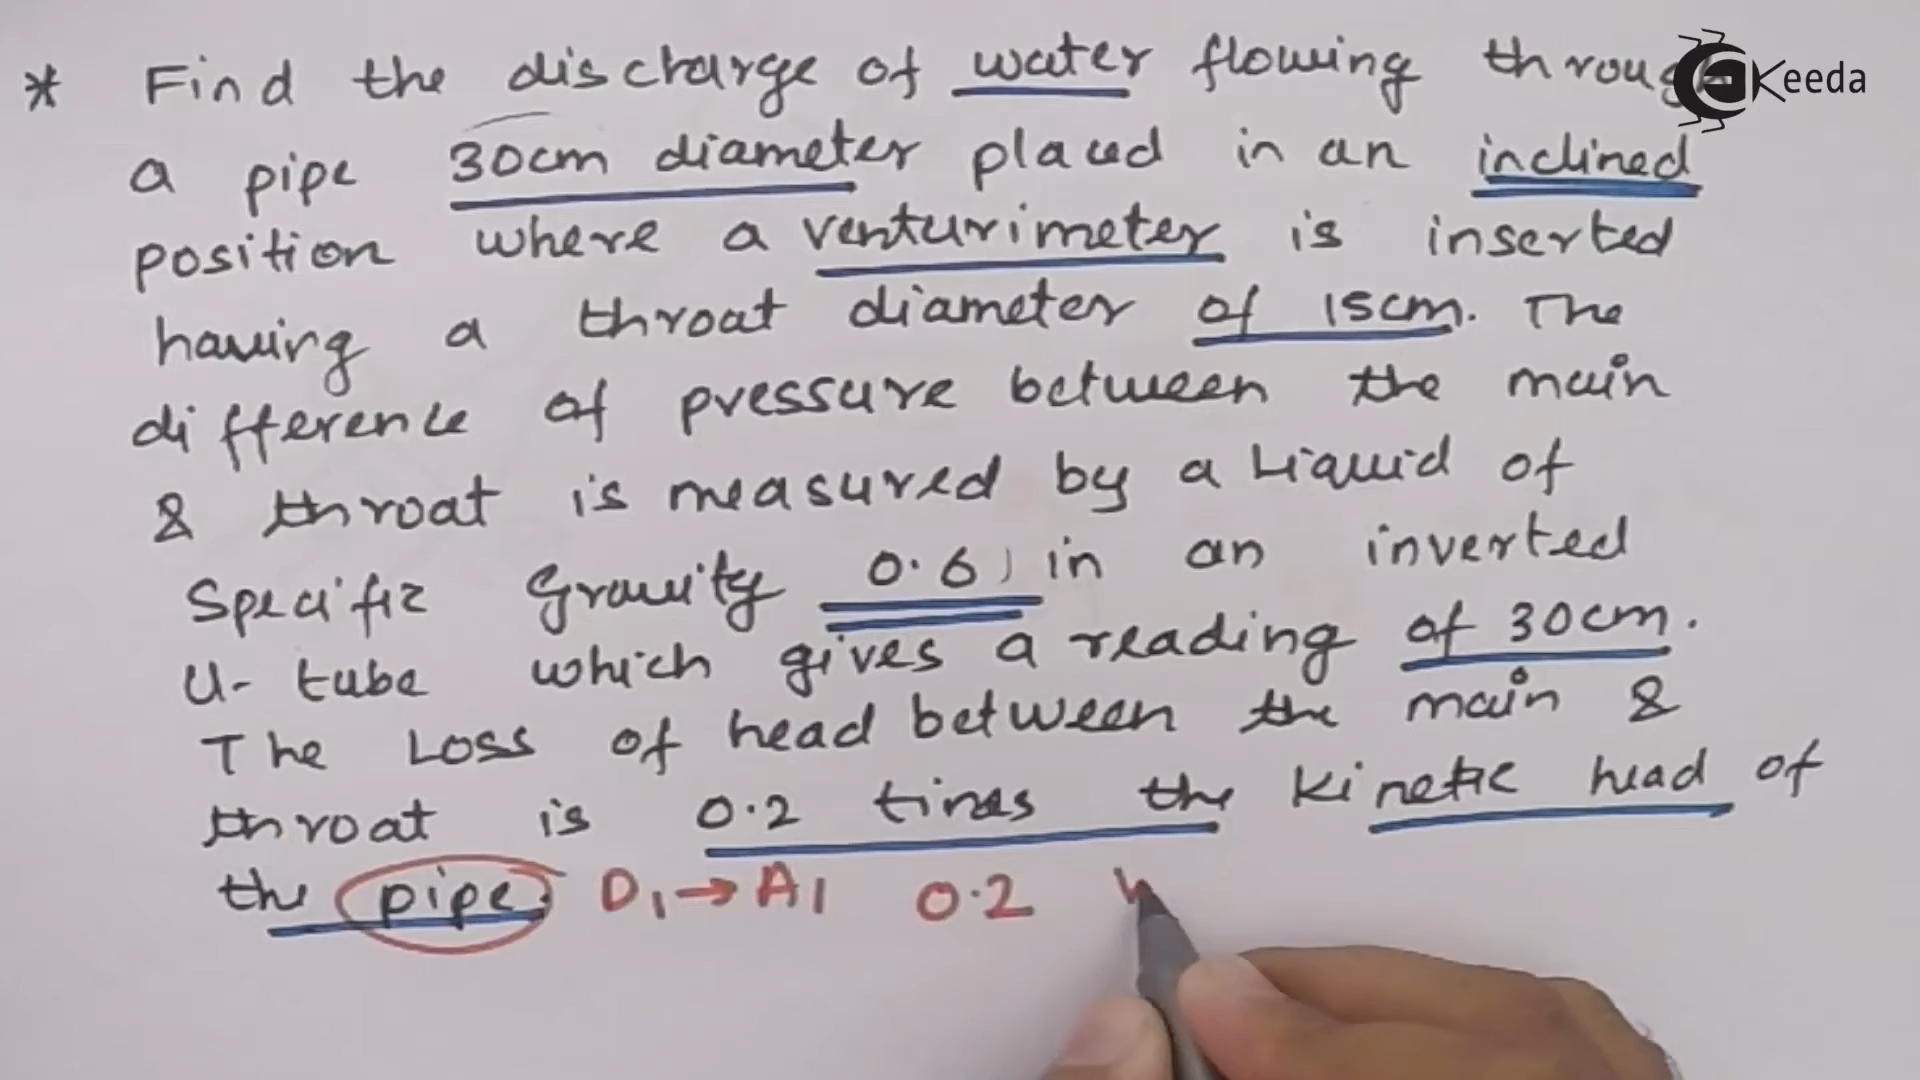 * Find the discharge of water flowing through
a pipe 30cm diameter placed in an inclined
position where a venturimeter is inserted
having a throat diameter of 15cm. The
difference of pressure between the main
& throat is measured by a Liquid of
Specific Gravity 0.6 in an inverted
U-tube which gives a reading of 30cm.
The Loss of head between the main &
throat is 0.2 times the Kinetic head of
the pipe. D1 → A1 0.2
Keeda